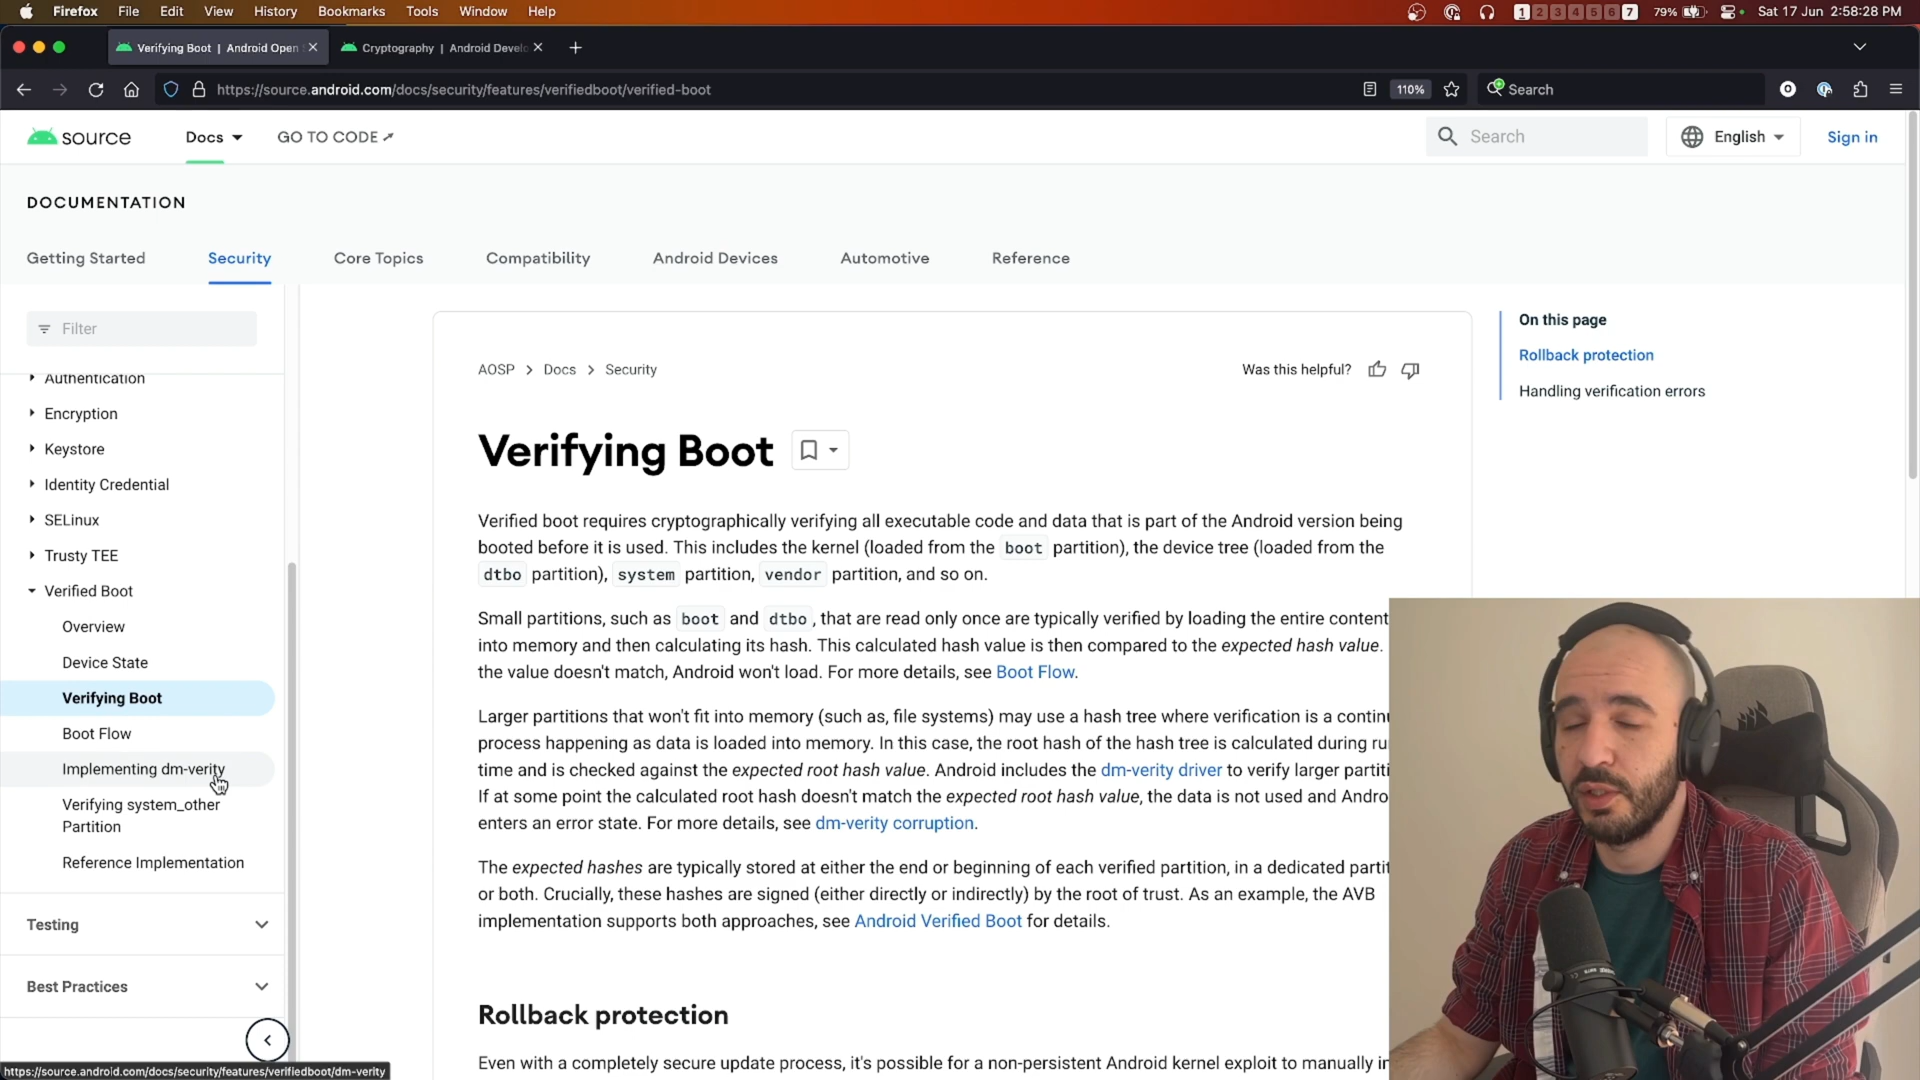 Firefox File Edit View History Bookmarks Tools Window Help
1 2 3 4 5 6 7 79% Sat 17 Jun 2:58:28 PM
Verifying Boot | Android Open
Cryptography | Android Develo
https://source.android.com/docs/security/features/verifiedboot/verified-boot
110%
Search
source
Docs
GO TO CODE ↗
Search
English
Sign in
DOCUMENTATION
Getting Started Security Core Topics Compatibility Android Devices Automotive Reference
Filter
Authentication
Encryption
Keystore
Identity Credential
SELinux
Trusty TEE
Verified Boot
Overview
Device State
Verifying Boot
Boot Flow
Implementing dm-verity
Verifying system_other
Partition
Reference Implementation
Testing
Best Practices
https://source.android.com/docs/security/features/verifiedboot/dm-verity
AOSP > Docs > Security
Was this helpful?
Verifying Boot
Verified boot requires cryptographically verifying all executable code and data that is part of the Android version being
booted before it is used. This includes the kernel (loaded from the boot partition), the device tree (loaded from the
dtbo partition), system partition, vendor partition, and so on.
Small partitions, such as boot and dtbo, that are read only once are typically verified by loading the entire content
into memory and then calculating its hash. This calculated hash value is then compared to the expected hash value.
the value doesn't match, Android won't load. For more details, see Boot Flow.
Larger partitions that won't fit into memory (such as, file systems) may use a hash tree where verification is a contin
process happening as data is loaded into memory. In this case, the root hash of the hash tree is calculated during ru
time and is checked against the expected root hash value. Android includes the dm-verity driver to verify larger partiti
If at some point the calculated root hash doesn't match the expected root hash value, the data is not used and Andro
enters an error state. For more details, see dm-verity corruption.
The expected hashes are typically stored at either the end or beginning of each verified partition, in a dedicated partit
or both. Crucially, these hashes are signed (either directly or indirectly) by the root of trust. As an example, the AVB
implementation supports both approaches, see Android Verified Boot for details.
Rollback protection
Even with a completely secure update process, it's possible for a non-persistent Android kernel exploit to manually in
On this page
Rollback protection
Handling verification errors